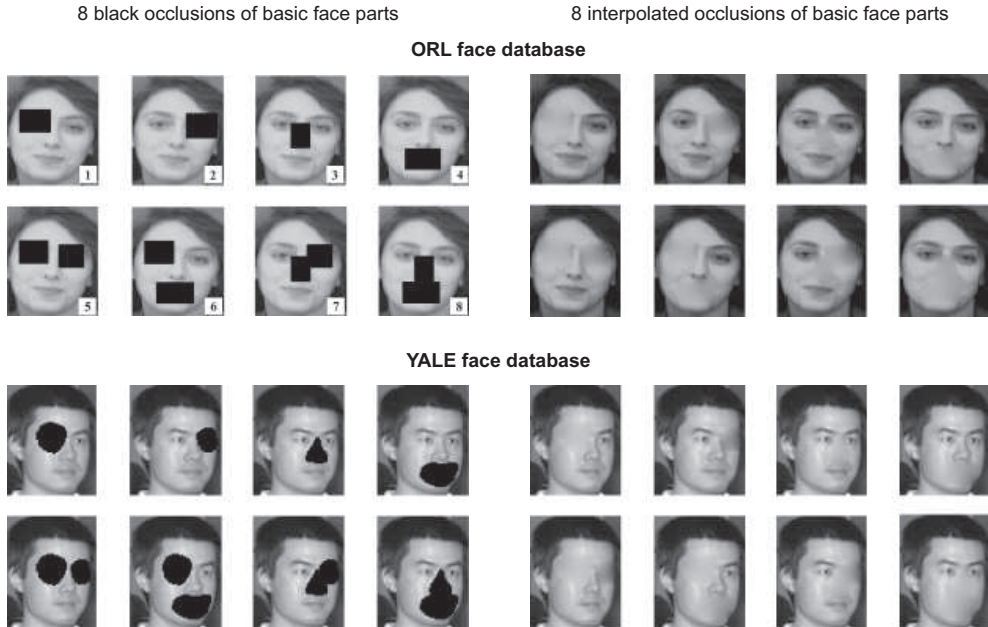 8 black occlusions of basic face parts
8 interpolated occlusions of basic face parts
ORL face database
1 2 3 4
5 6 7 8
YALE face database